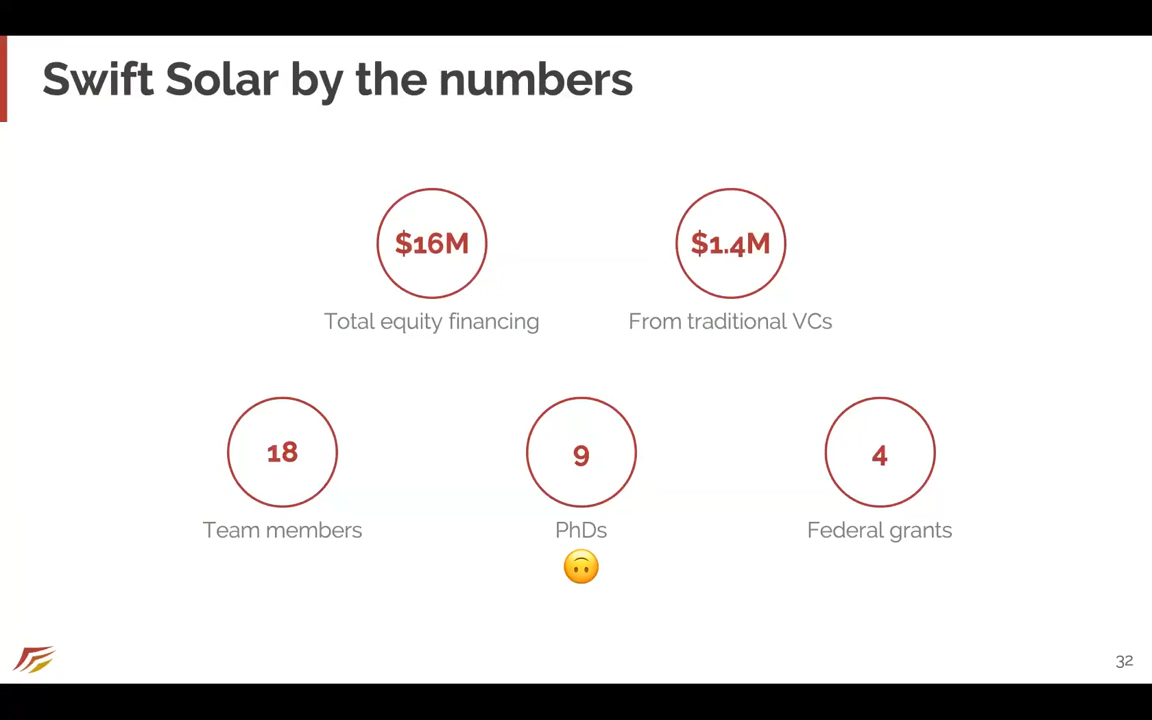 Swift Solar by the numbers
$16M
$1.4M
Total equity financing
From traditional VCs
18
9
4
Team members
PhDs
Federal grants
32